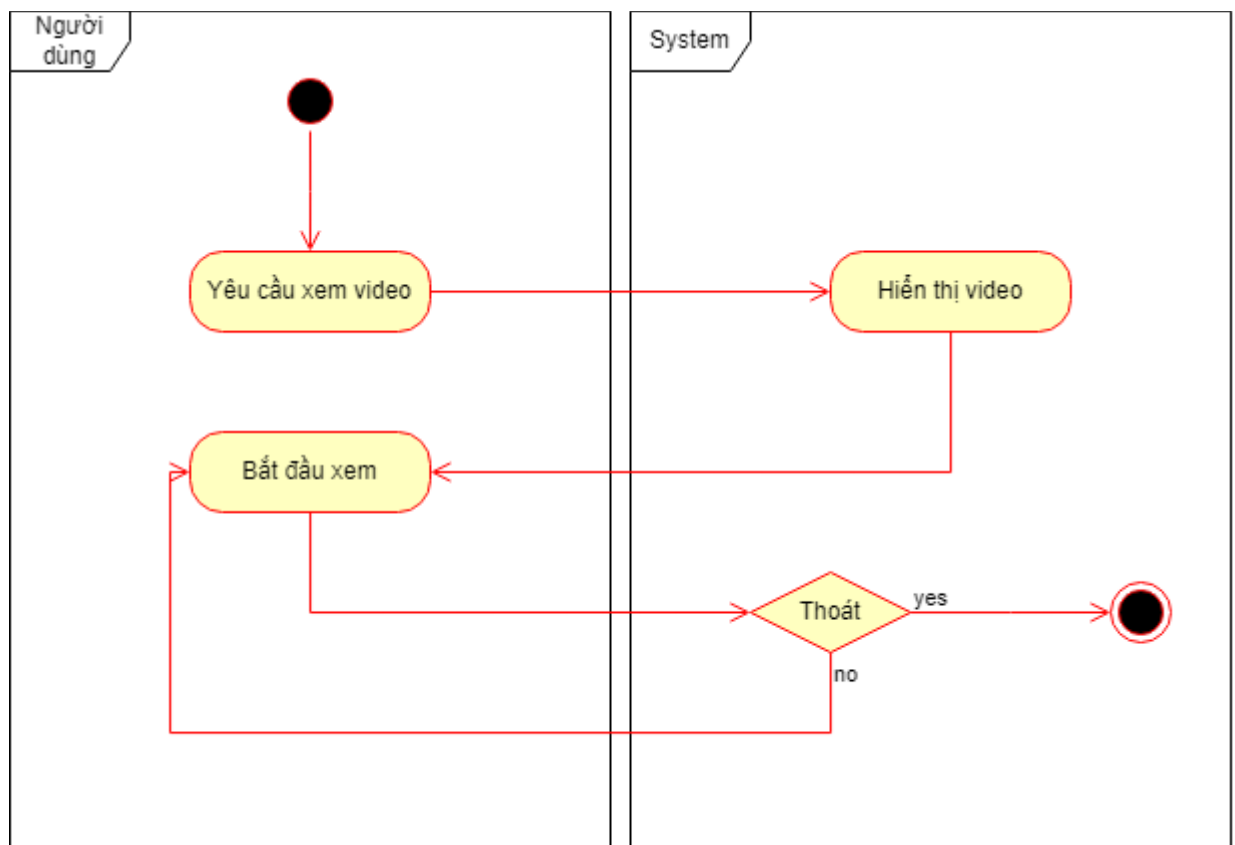 Người
dùng
System
Yêu cầu xem video
Hiển thị video
Bắt đầu xem
Thoát
yes
no